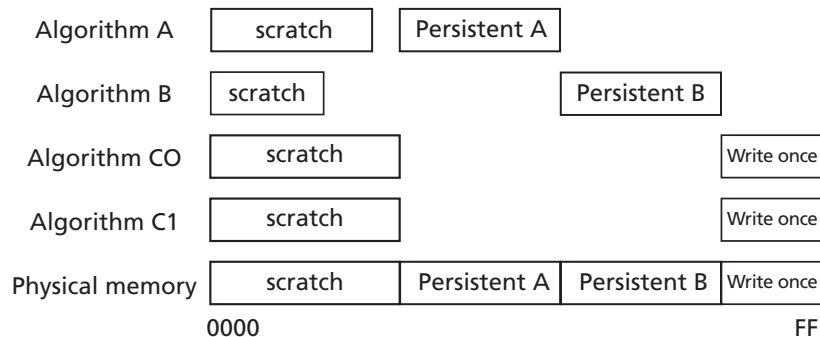 Algorithm A scratch Persistent A
Algorithm B scratch Persistent B
Algorithm CO scratch Write once
Algorithm C1 scratch Write once
Physical memory scratch Persistent A Persistent B Write once
0000 FF